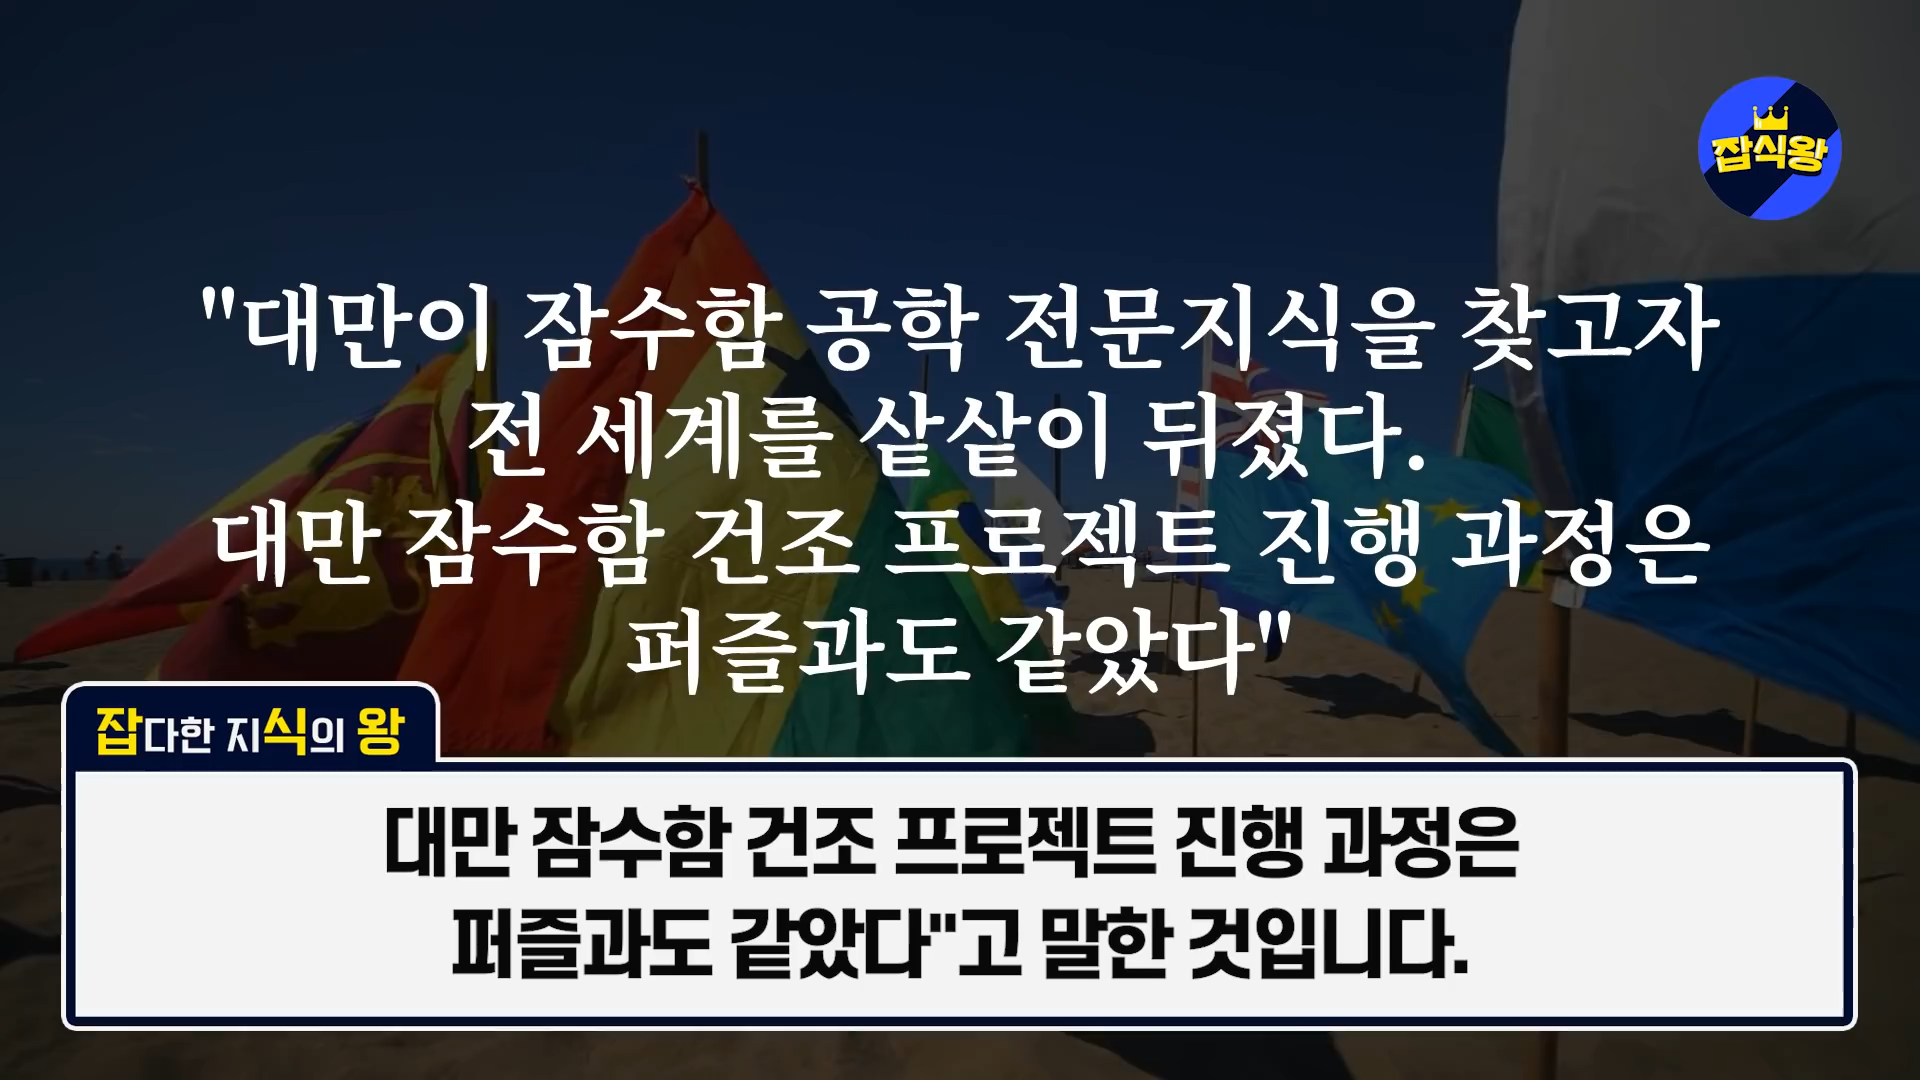 잡식왕
"대만이 잠수함 공학 전문지식을 찾고자
전 세계를 샅샅이 뒤졌다.
대만 잠수함 건조 프로젝트 진행 과정은
퍼즐과도 같았다"
잡다한 지식의 왕
대만 잠수함 건조 프로젝트 진행 과정은
퍼즐과도 같았다"고 말한 것입니다.